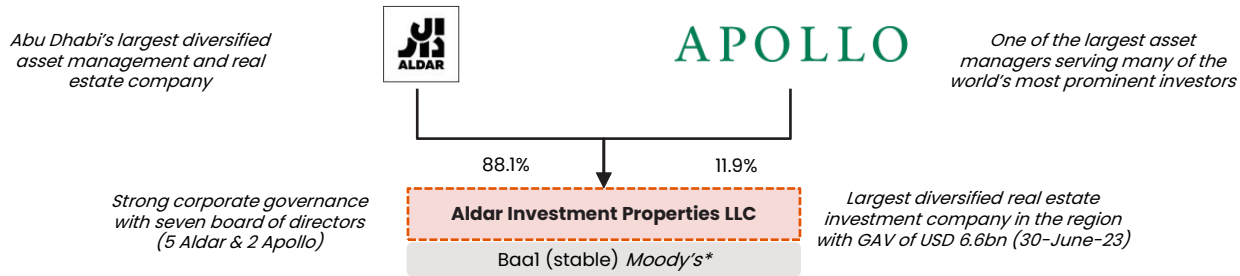 Abu Dhabi's largest diversified
asset management and real
estate company
الدار
ALDAR
APOLLO
One of the largest asset
managers serving many of the
world's most prominent investors
88.1%
11.9%
Strong corporate governance
with seven board of directors
(5 Aldar & 2 Apollo)
Aldar Investment Properties LLC
Baa1 (stable) Moody's*
Largest diversified real estate
investment company in the region
with GAV of USD 6.6bn (30-June-23)